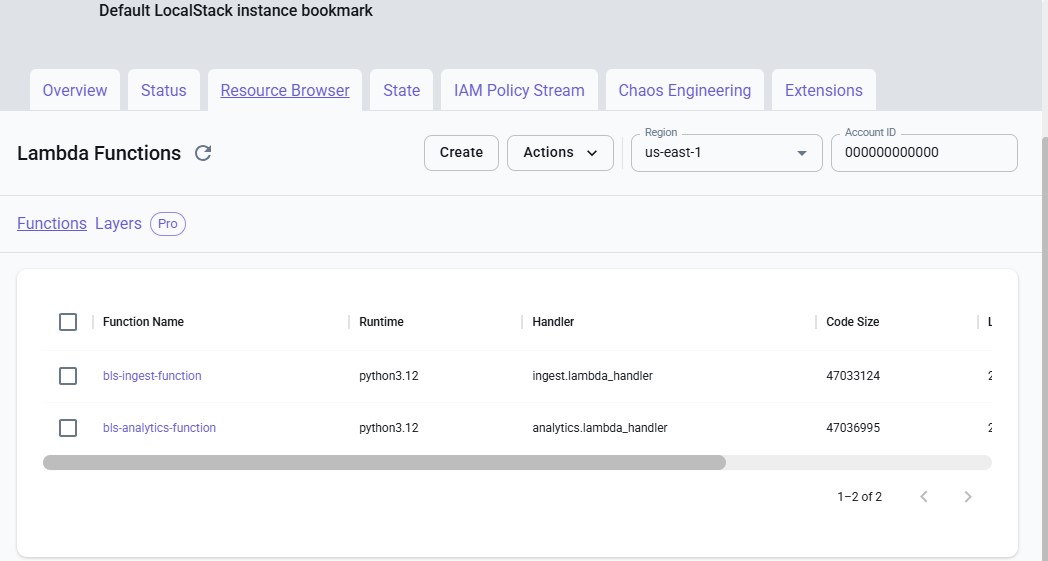 Default LocalStack instance bookmark
Overview Status Resource Browser State IAM Policy Stream Chaos Engineering Extensions
Region Account ID
Lambda Functions Create Actions us-east-1 000000000000
Functions Layers Pro
Function Name Runtime Handler Code Size
bls-ingest-function python3.12 ingest.lambda_handler 47033124
bls-analytics-function python3.12 analytics.lambda_handler 47036995
1–2 of 2